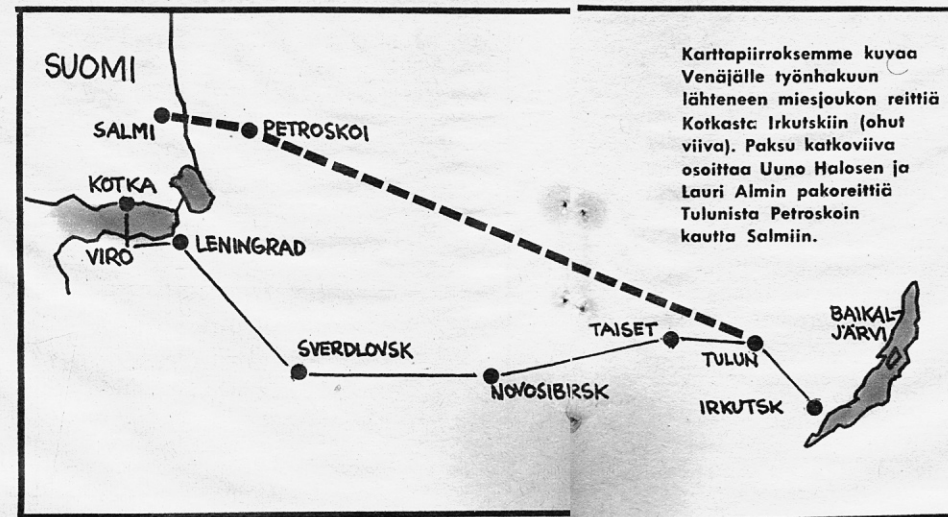 SUOMI
SALMI
PETROSKOI
KOTKA
VIRO
LENINGRAD
SVERDLOVSK
NOVOSIBIRSK
TAISET
TULUN
IRKUTSK
BAIKAL-
JÄRVI
Karttapiirroksemme kuvaa
Venäjälle työnhakuun
lähteneen miesjoukon reittiä
Kotkasta Irkutskiin (ohut
viiva). Paksu katkoviiva
osoittaa Uuno Halosen ja
Lauri Almin pakoreittiä
Tulunista Petroskoin
kautta Salmiin.